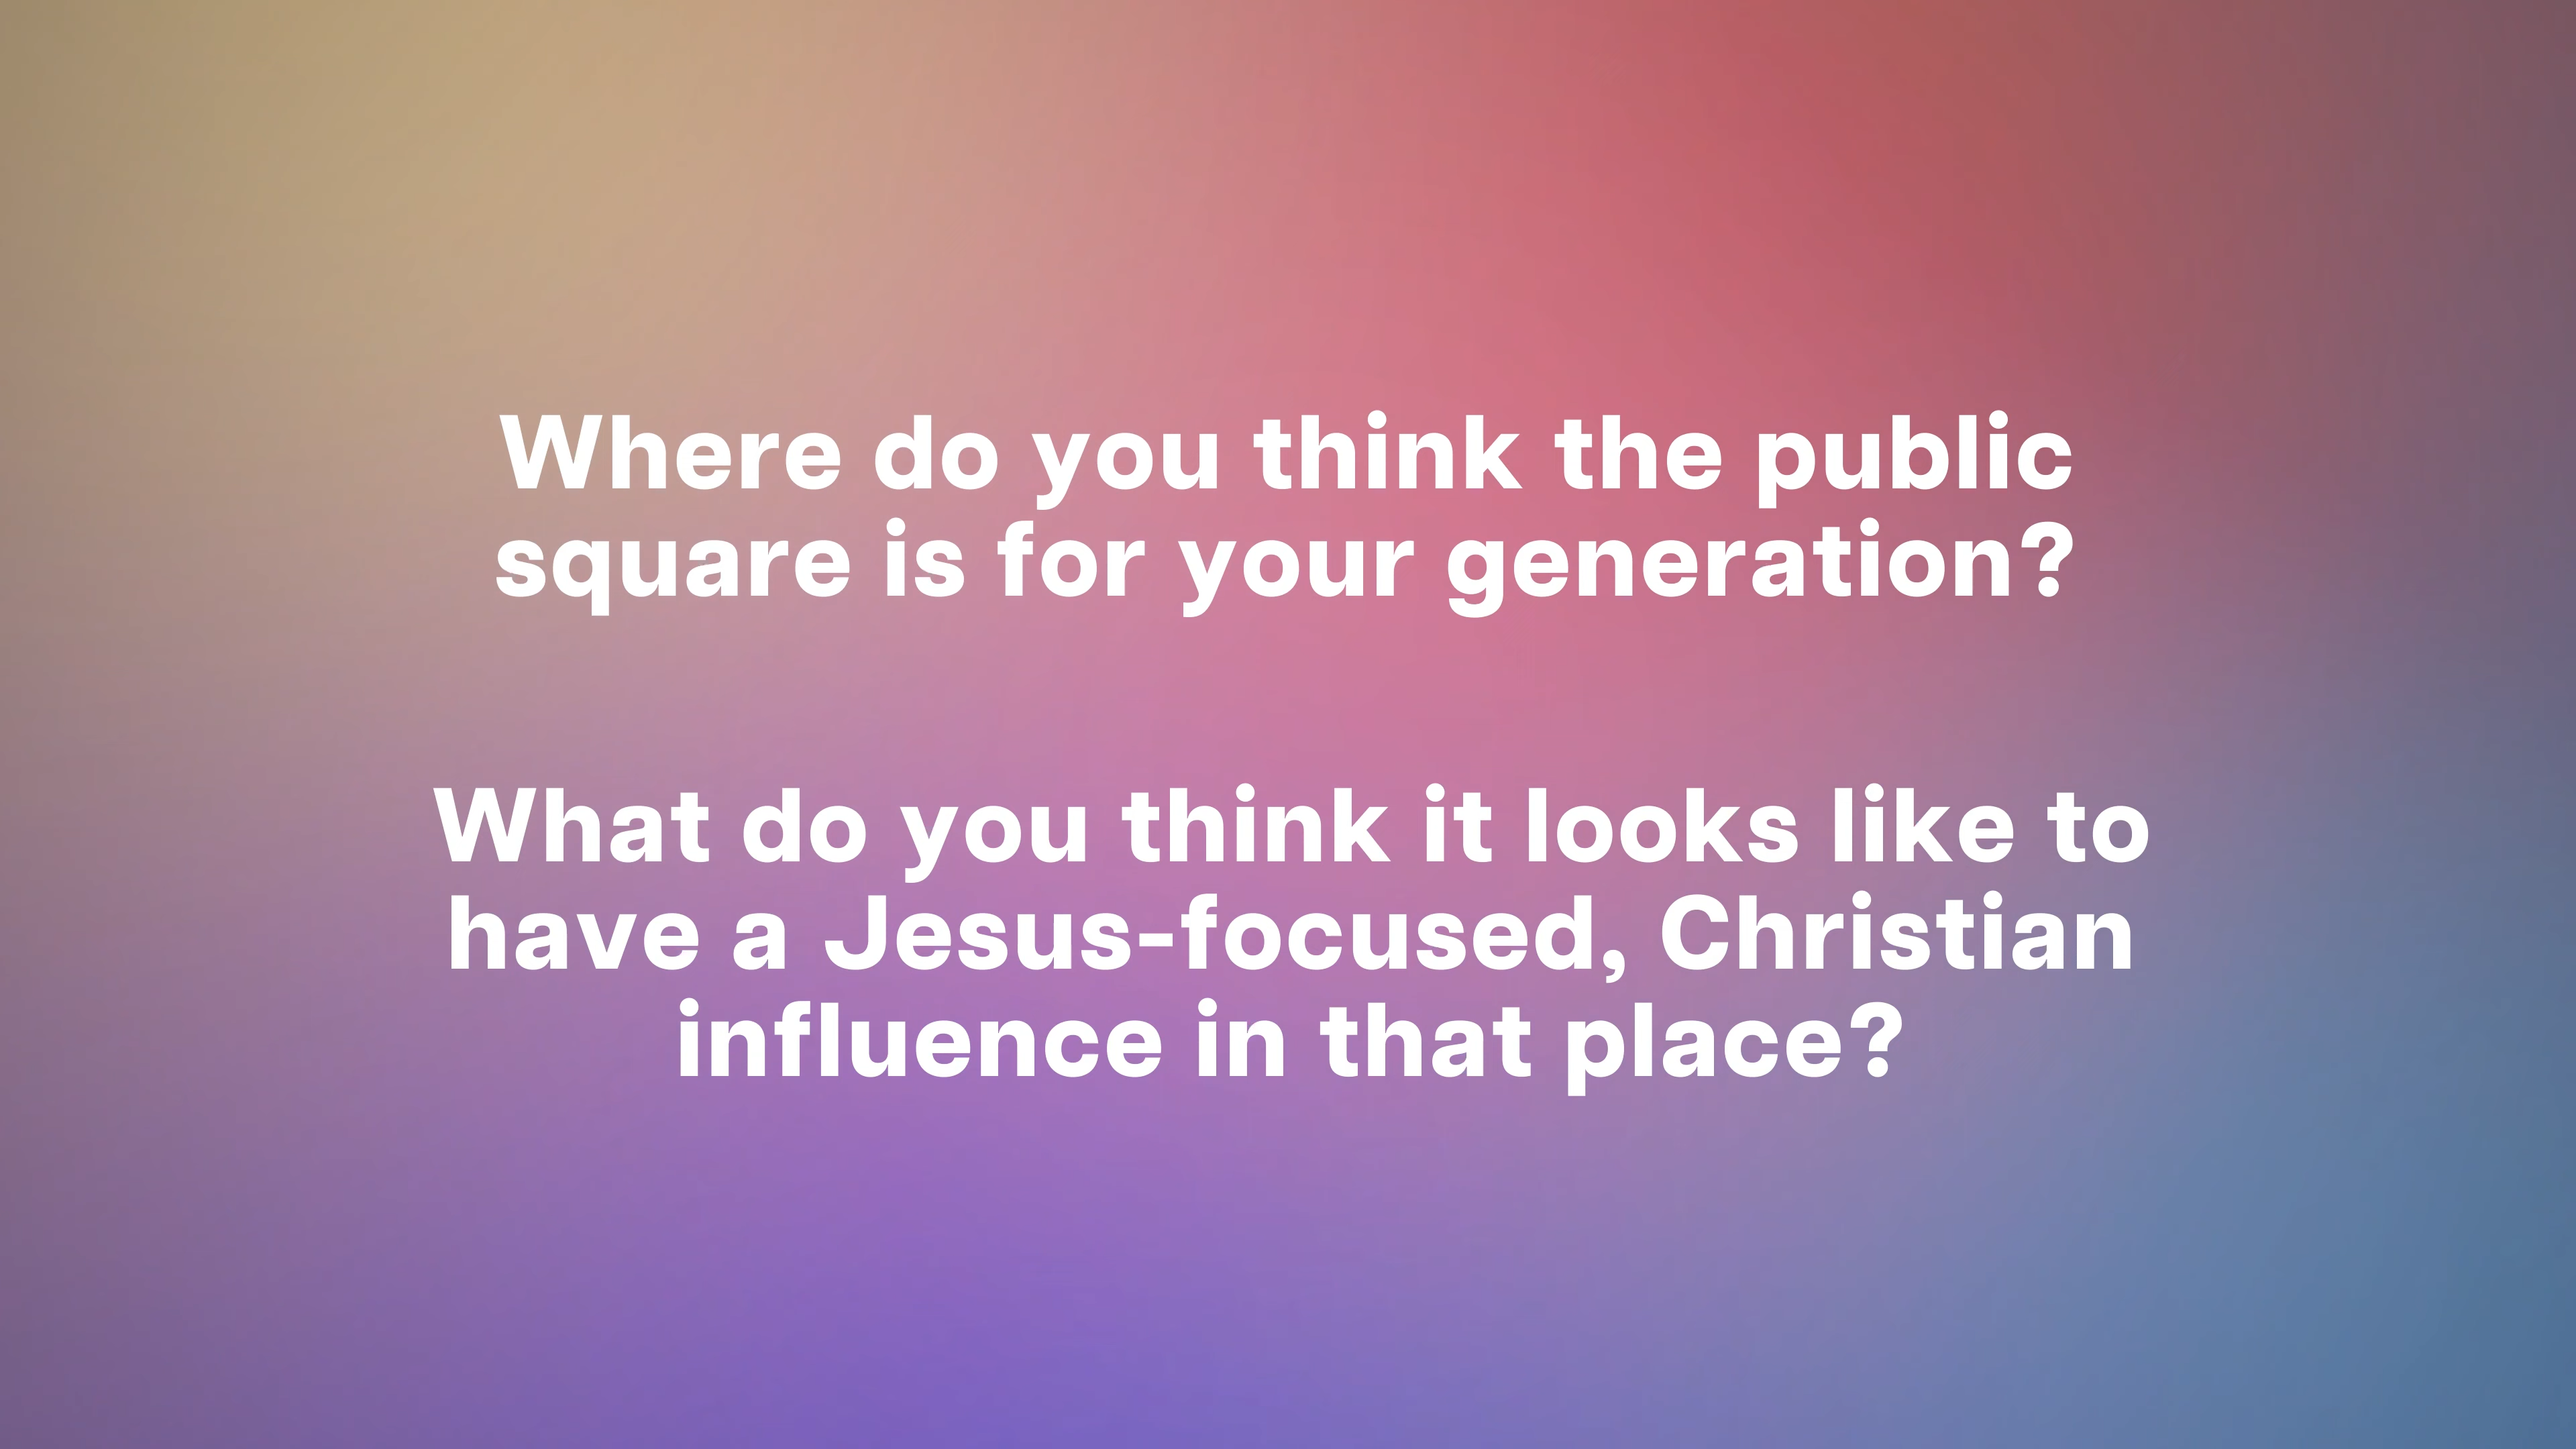 Where do you think the public
square is for your generation?
What do you think it looks like to
have a Jesus-focused, Christian
influence in that place?